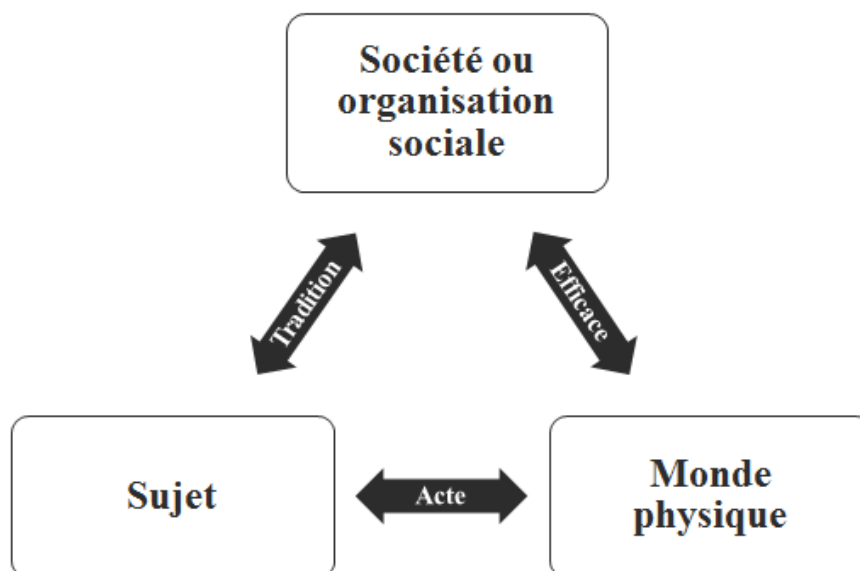 Société ou
organisation
sociale
Tradition
Efficace
Sujet
Acte
Monde
physique